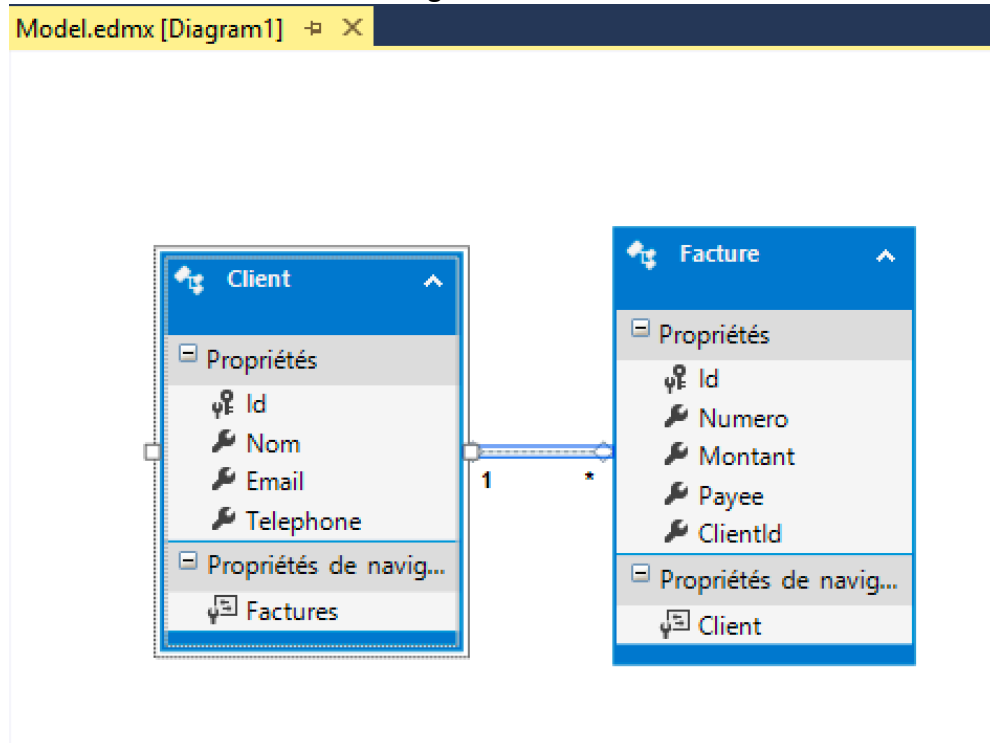 Model.edmx [Diagram1]
Client
Propriétés
Id
Nom
Email
Telephone
Propriétés de navig...
Factures
1
*
Facture
Propriétés
Id
Numero
Montant
Payee
ClientId
Propriétés de navig...
Client